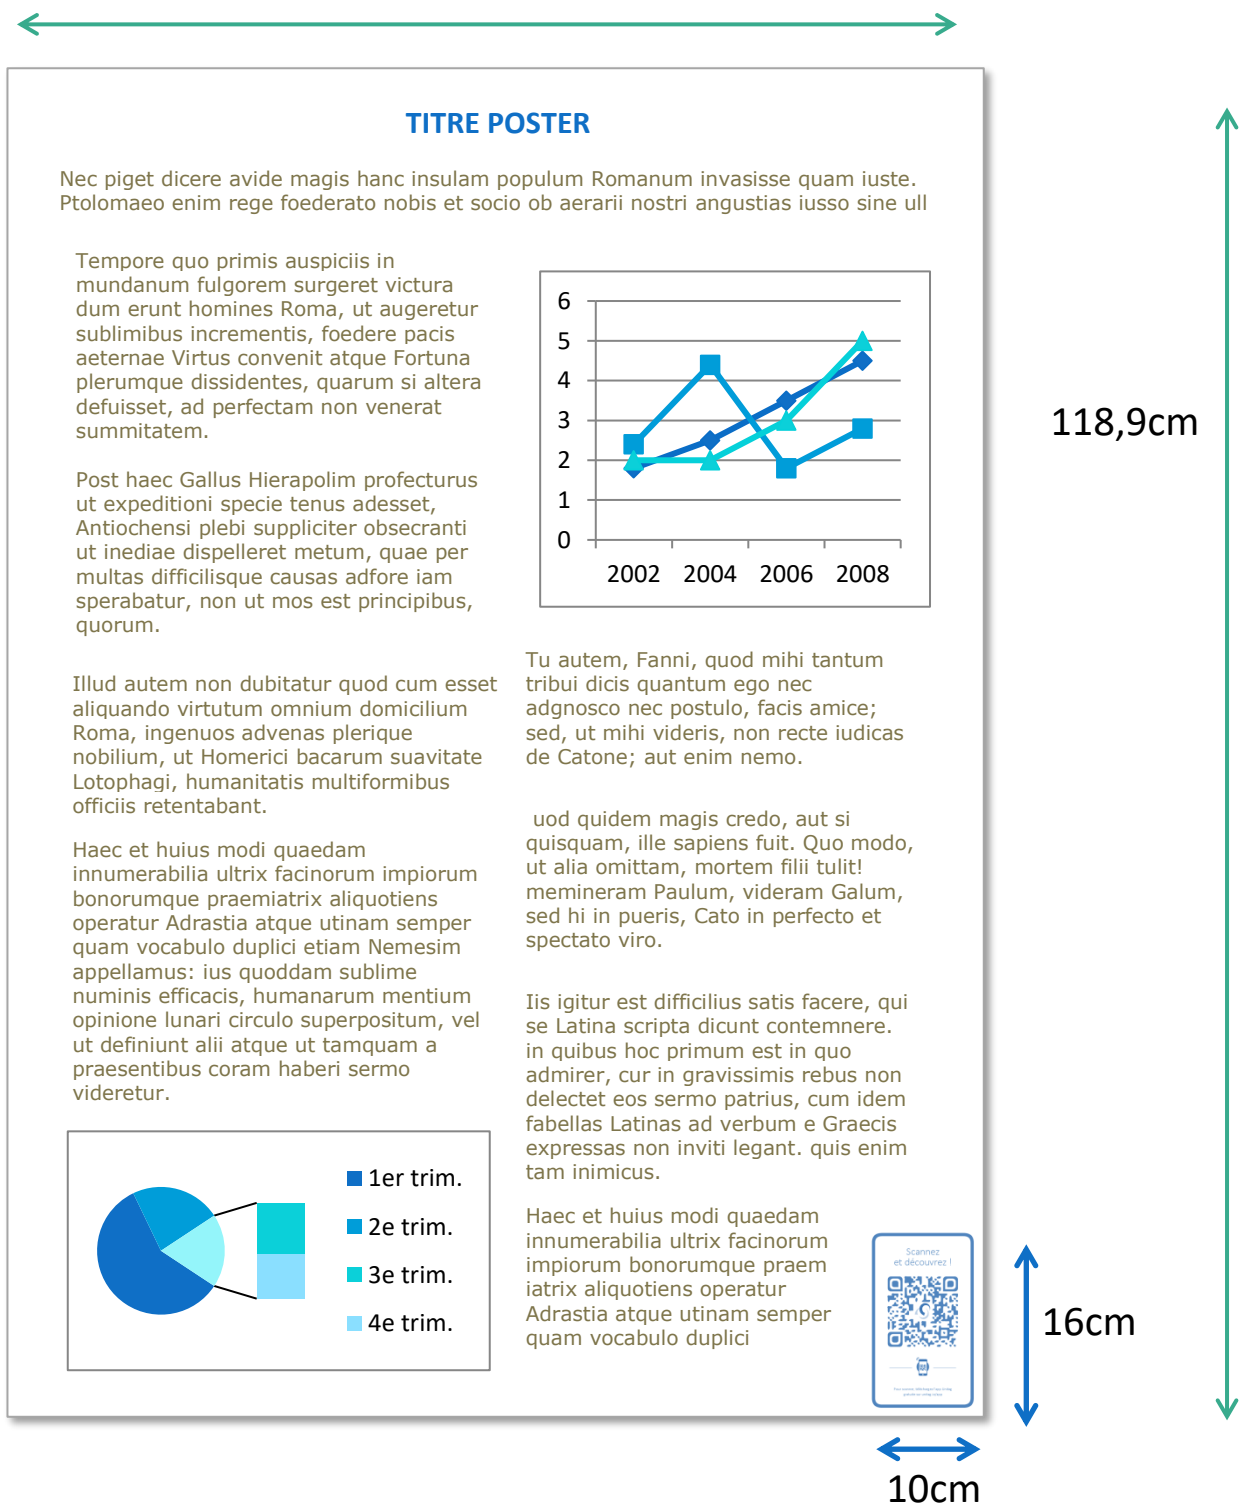 TITRE POSTER
Nec piget dicere avide magis hanc insulam populum Romanum invasisse quam iuste.
Ptolomaeo enim rege foederato nobis et socio ob aerarii nostri angustias iusso sine ull
Tempore quo primis auspiciis in
mundanum fulgorem surgeret victura
dum erunt homines Roma, ut augeretur
sublimibus incrementis, foedere pacis
aeternae Virtus convenit atque Fortuna
plerumque dissidentes, quarum si altera
defuisset, ad perfectam non venerat
summitatem.
Post haec Gallus Hierapolim profecturus
ut expeditioni specie tenus adesset,
Antiochensi plebi suppliciter obsecranti
ut inediae dispelleret metum, quae per
multas difficilisque causas adfore iam
sperabatur, non ut mos est principibus,
quorum.
Illud autem non dubitatur quod cum esset
aliquando virtutum omnium domicilium
Roma, ingenuos advenas plerique
nobilium, ut Homerici bacarum suavitate
Lotophagi, humanitatis multiformibus
officiis retentabant.
Haec et huius modi quaedam
innumerabilia ultrix facinorum impiorum
bonorumque praemiatrix aliquotiens
operatur Adrastia atque utinam semper
quam vocabulo duplici etiam Nemesim
appellamus: ius quoddam sublime
numinis efficacis, humanarum mentium
opinione lunari circulo superpositum, vel
ut definiunt alii atque ut tamquam a
praesentibus coram haberi sermo
videretur.
1er trim.
2e trim.
3e trim.
4e trim.
6
5
4
3
2
1
0
2002 2004 2006 2008
Tu autem, Fanni, quod mihi tantum
tribui dicis quantum ego nec
adgnosco nec postulo, facis amice;
sed, ut mihi videris, non recte iudicas
de Catone; aut enim nemo.
uod quidem magis credo, aut si
quisquam, ille sapiens fuit. Quo modo,
ut alia omittam, mortem filii tulit!
memineram Paulum, videram Galum,
sed hi in pueris, Cato in perfecto et
spectato viro.
Iis igitur est difficilius satis facere, qui
se Latina scripta dicunt contemnere.
in quibus hoc primum est in quo
admirer, cur in gravissimis rebus non
delectet eos sermo patrius, cum idem
fabellas Latinas ad verbum e Graecis
expressas non inviti legant. quis enim
tam inimicus.
Haec et huius modi quaedam
innumerabilia ultrix facinorum
impiorum bonorumque praem
iatrix aliquotiens operatur
Adrastia atque utinam semper
quam vocabulo duplici
Scannez
et découvrez !
118,9cm
16cm
10cm